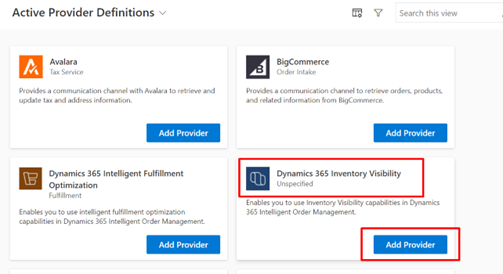 Active Provider Definitions
Search this view
Avalara
Tax Service
Provides a communication channel with Avalara to retrieve and
update tax and address information.
Add Provider
BigCommerce
Order Intake
Provides a communication channel to retrieve orders, products,
and related information from BigCommerce.
Add Provider
Dynamics 365 Intelligent Fulfillment
Optimization
Fulfillment
Enables you to use intelligent fulfillment optimization
capabilities in Dynamics 365 Intelligent Order Management.
Add Provider
Dynamics 365 Inventory Visibility
Unspecified
Enables you to use Inventory Visibility capabilities in Dynamics
365 Intelligent Order Management.
Add Provider